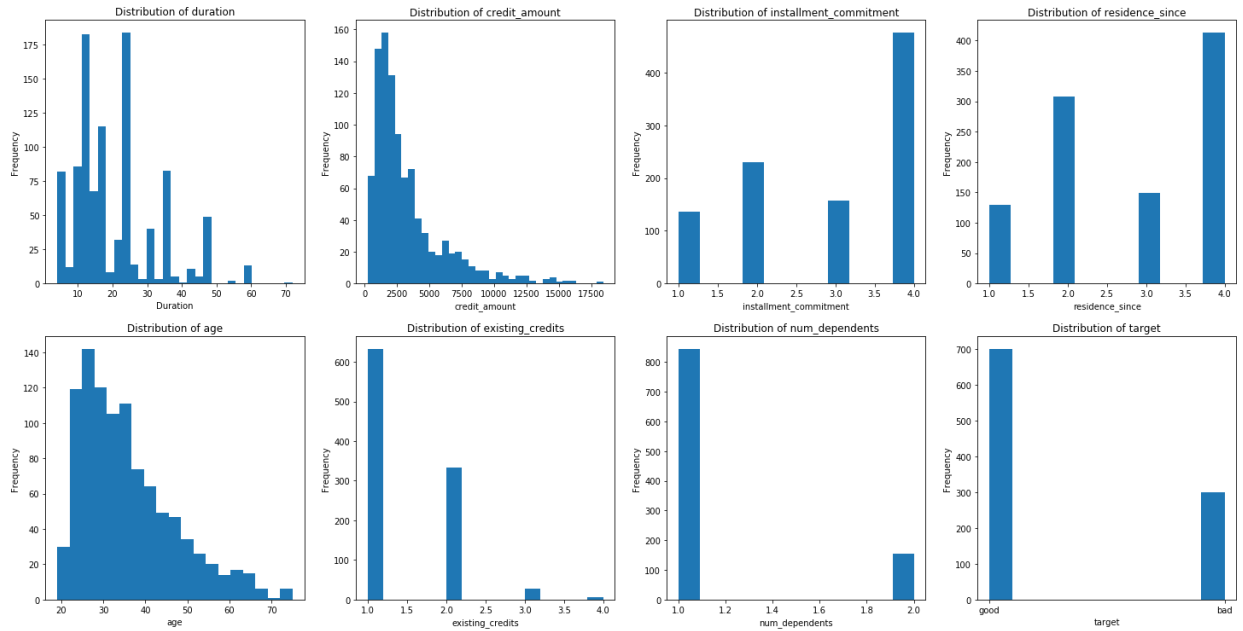 Distribution of duration
175
150
125
100
75
50
25
0
Frequency
10 20 30 40 50 60 70
Duration
Distribution of credit_amount
160
140
120
100
80
60
40
20
0
Frequency
0 2500 5000 7500 10000 12500 15000 17500
credit_amount
Distribution of installment_commitment
400
300
200
100
0
Frequency
1.0 1.5 2.0 2.5 3.0 3.5 4.0
installment_commitment
Distribution of residence_since
400
350
300
250
200
150
100
50
0
Frequency
1.0 1.5 2.0 2.5 3.0 3.5 4.0
residence_since
Distribution of age
140
120
100
80
60
40
20
0
Frequency
20 30 40 50 60 70
age
Distribution of existing_credits
600
500
400
300
200
100
0
Frequency
1.0 1.5 2.0 2.5 3.0 3.5 4.0
existing_credits
Distribution of num_dependents
800
700
600
500
400
300
200
100
0
Frequency
1.0 1.2 1.4 1.6 1.8 2.0
num_dependents
Distribution of target
700
600
500
400
300
200
100
0
Frequency
good bad
target